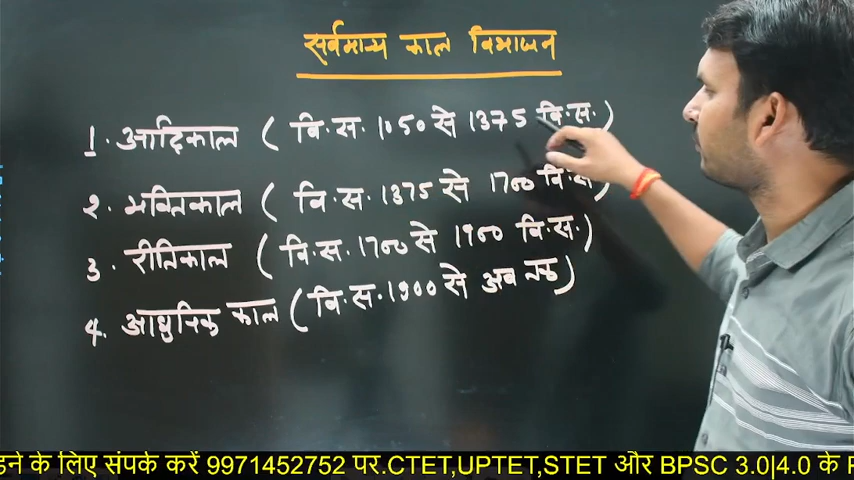 सर्वमान्य काल विभाजन
1. आदिकाल ( वि.स. 1050 से 1375 वि.स. )
२. भक्तिकाल ( वि.स. 1375 से 1700 वि.स )
3. रीतिकाल ( वि.स. 1700 से 1900 वि.स. )
4. आधुनिक काल ( वि.स. 1900 से अब तक )
के लिए संपर्क करें 9971452752 पर.CTET,UPTET,STET और BPSC 3.0|4.0 के